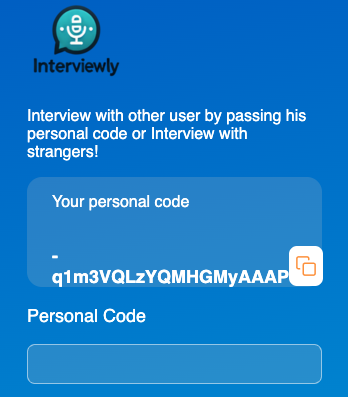 Interviewly
Interview with other user by passing his
personal code or Interview with
strangers!
Your personal code
-
q1m3VQLzYQMHGMyAAAP
Personal Code